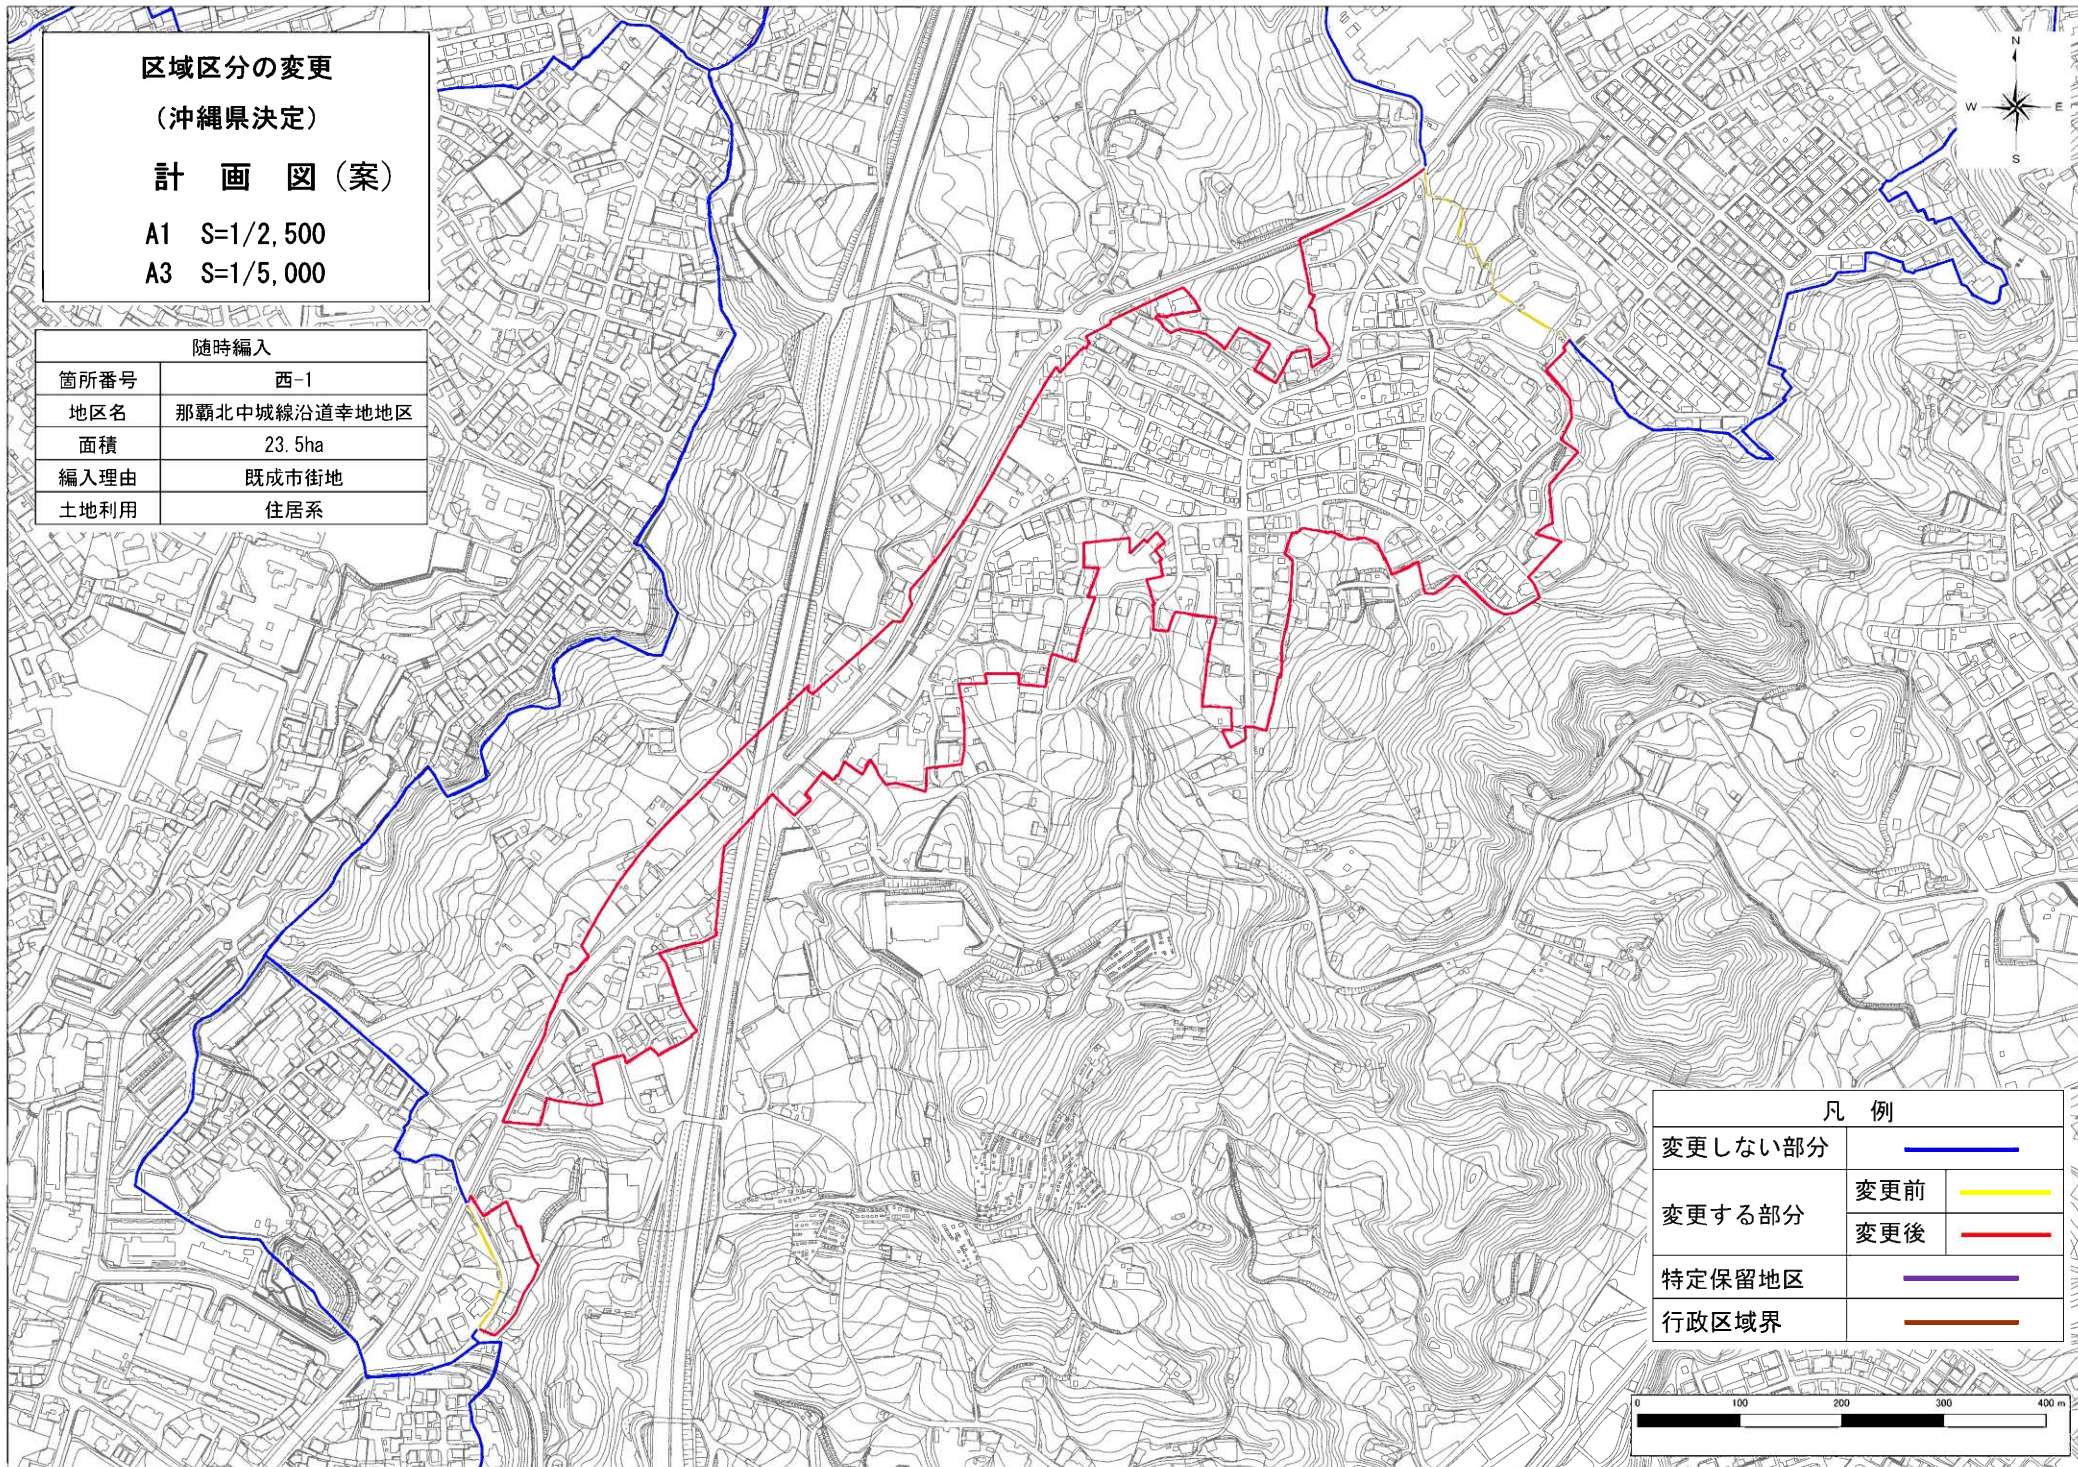 区域区分の変更
（沖縄県決定）
計 画 図（案）
A1 S=1/2,500
A3 S=1/5,000
随時編入
箇所番号 西-1
地区名 那覇北中城線沿道幸地地区
面積 23.5ha
編入理由 既成市街地
土地利用 住居系
N
W E
S
凡 例
変更しない部分
変更する部分
変更前
変更後
特定保留地区
行政区域界
0 100 200 300 400 m